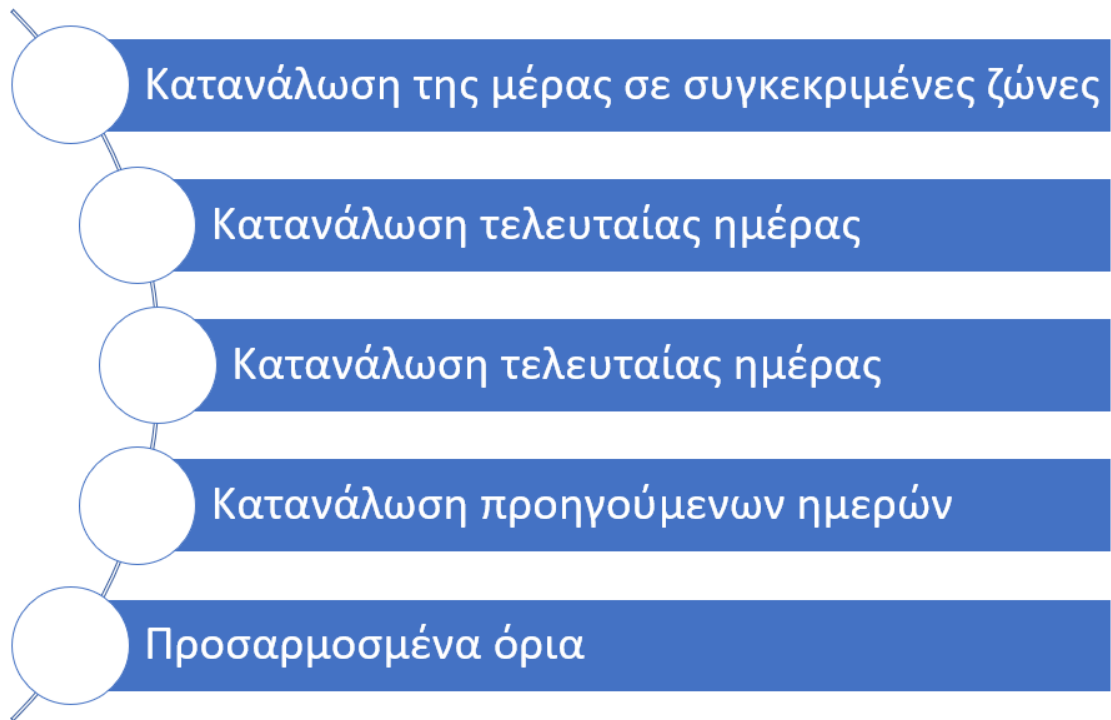 Κατανάλωση της μέρας σε συγκεκριμένες ζώνες
Κατανάλωση τελευταίας ημέρας
Κατανάλωση τελευταίας ημέρας
Κατανάλωση προηγούμενων ημερών
Προσαρμοσμένα όρια